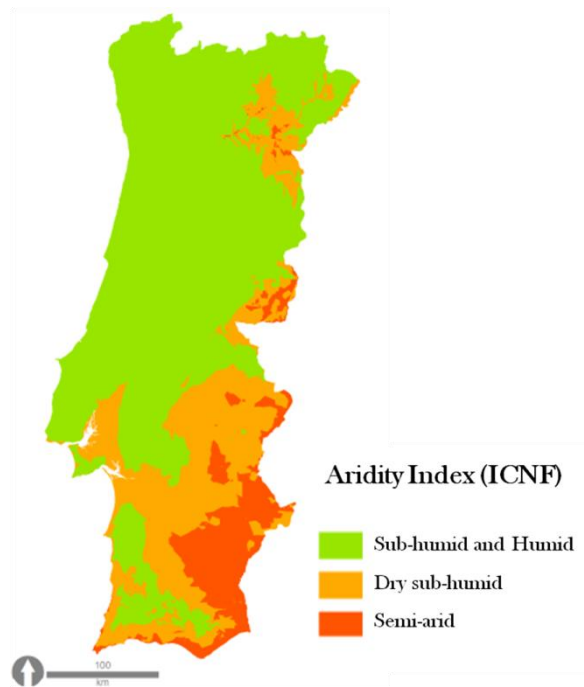 Aridity Index (ICNF)
Sub-humid and Humid
Dry sub-humid
Semi-arid
100
km